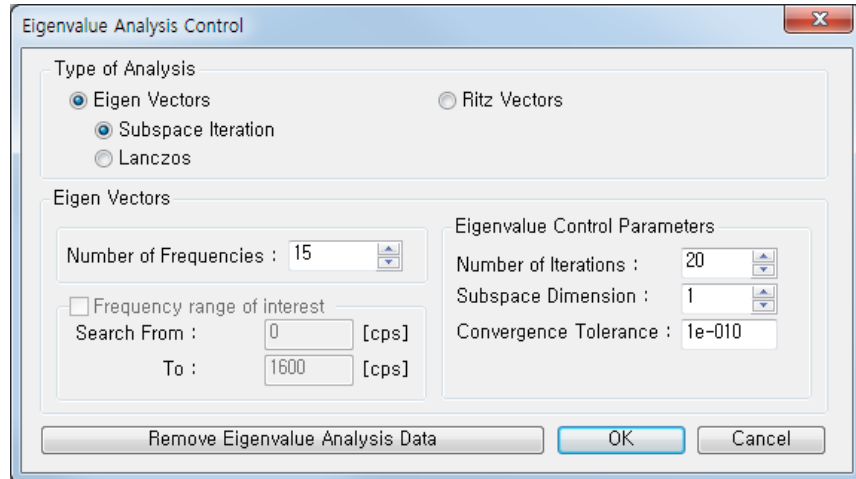 Eigenvalue Analysis Control
Type of Analysis
Eigen Vectors
Ritz Vectors
Subspace Iteration
Lanczos
Eigen Vectors
Number of Frequencies : 15
Frequency range of interest
Search From : 0 [cps]
To : 1600 [cps]
Eigenvalue Control Parameters
Number of Iterations : 20
Subspace Dimension : 1
Convergence Tolerance : 1e-010
Remove Eigenvalue Analysis Data
OK
Cancel